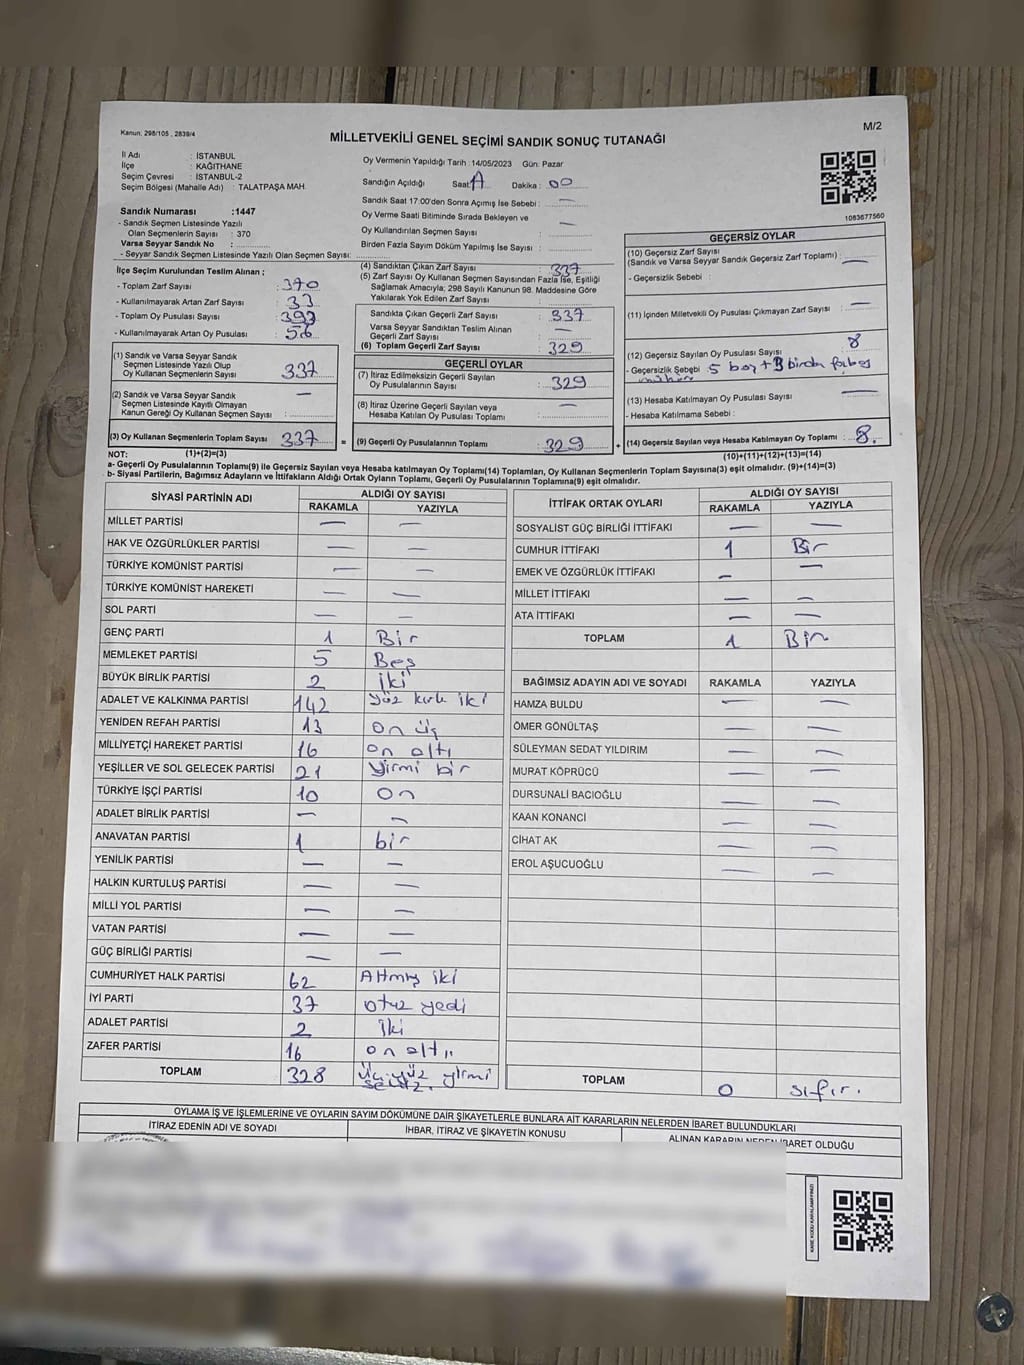 Kanun: 298/105 , 2839/4
M/2
MİLLETVEKİLİ GENEL SEÇİMİ SANDIK SONUÇ TUTANAĞI
İl Adı : İSTANBUL
İlçe : KAĞITHANE
Seçim Çevresi : İSTANBUL-2
Seçim Bölgesi (Mahalle Adı) : TALATPAŞA MAH.
Sandık Numarası :1447
- Sandık Seçmen Listesinde Yazılı
Olan Seçmenlerin Sayısı : 370
Varsa Seyyar Sandık No :
- Seyyar Sandık Seçmen Listesinde Yazılı Olan Seçmen Sayısı:
Oy Vermenin Yapıldığı Tarih :14/05/2023 Gün: Pazar
Sandığın Açıldığı Saat: Dakika : 00
Sandık Saat 17:00'den Sonra Açımış İse Sebebi : —
Oy Verme Saati Bitiminde Sırada Bekleyen ve
Oy Kullandırılan Seçmen Sayısı : —
Birden Fazla Sayım Döküm Yapılmış İse Sayısı :
1083677560
İlçe Seçim Kurulundan Teslim Alınan ;
- Toplam Zarf Sayısı : 370
- Kullanılmayarak Artan Zarf Sayısı : 33
- Toplam Oy Pusulası Sayısı : 393
- Kullanılmayarak Artan Oy Pusulası : 56
(1) Sandık ve Varsa Seyyar Sandık
Seçmen Listesinde Yazılı Olup
Oy Kullanan Seçmenlerin Sayısı : 337
(2) Sandık ve Varsa Seyyar Sandık
Seçmen Listesinde Kayıtlı Olmayan
Kanun Gereği Oy Kullanan Seçmen Sayısı : —
(3) Oy Kullanan Seçmenlerin Toplam Sayısı : 337 =
(4) Sandıktan Çıkan Zarf Sayısı : 337
(5) Zarf Sayısı Oy Kullanan Seçmen Sayısından Fazla İse, Eşitliği
Sağlamak Amacıyla; 298 Sayılı Kanunun 98. Maddesine Göre
Yakılarak Yok Edilen Zarf Sayısı :
Sandıkta Çıkan Geçerli Zarf Sayısı : 337
Varsa Seyyar Sandıktan Teslim Alınan
Geçerli Zarf Sayısı : —
(6) Toplam Geçerli Zarf Sayısı : 329
GEÇERLİ OYLAR
(7) İtiraz Edilmeksizin Geçerli Sayılan
Oy Pusulalarının Sayısı : 329
(8) İtiraz Üzerine Geçerli Sayılan veya
Hesaba Katılan Oy Pusulası Toplamı : —
(9) Geçerli Oy Pusulalarının Toplamı : 329 +
GEÇERSİZ OYLAR
(10) Geçersiz Zarf Sayısı
(Sandık ve Varsa Seyyar Sandık Geçersiz Zarf Toplamı) : —
- Geçersizlik Sebebi :
(11) İçinden Milletvekili Oy Pusulası Çıkmayan Zarf Sayısı : —
(12) Geçersiz Sayılan Oy Pusulası Sayısı : 8
- Geçersizlik Sebebi : 5 boş + 3 birden fazla
mühür
(13) Hesaba Katılmayan Oy Pusulası Sayısı : —
- Hesaba Katılmama Sebebi :
(14) Geçersiz Sayılan veya Hesaba Katılmayan Oy Toplamı : 8.
NOT: (1)+(2)=(3) (10)+(11)+(12)+(13)=(14)
a- Geçerli Oy Pusulalarının Toplamı(9) ile Geçersiz Sayılan veya Hesaba katılmayan Oy Toplamı(14) Toplamları, Oy Kullanan Seçmenlerin Toplam Sayısına(3) eşit olmalıdır. (9)+(14)=(3)
b- Siyasi Partilerin, Bağımsız Adayların ve İttifakların Aldığı Ortak Oyların Toplamı, Geçerli Oy Pusulalarının Toplamına(9) eşit olmalıdır.
SİYASİ PARTİNİN ADI ALDIĞI OY SAYISI
RAKAMLA YAZIYLA
MİLLET PARTİSİ — —
HAK VE ÖZGÜRLÜKLER PARTİSİ — —
TÜRKİYE KOMÜNİST PARTİSİ — —
TÜRKİYE KOMÜNİST HAREKETİ — —
SOL PARTİ — —
GENÇ PARTİ 1 Bir
MEMLEKET PARTİSİ 5 Beş
BÜYÜK BİRLİK PARTİSİ 2 iki
ADALET VE KALKINMA PARTİSİ 142 yüz kırk iki
YENİDEN REFAH PARTİSİ 13 on üç
MİLLİYETÇİ HAREKET PARTİSİ 16 on altı
YEŞİLLER VE SOL GELECEK PARTİSİ 21 Yirmi bir
TÜRKİYE İŞÇİ PARTİSİ 10 on
ADALET BİRLİK PARTİSİ — —
ANAVATAN PARTİSİ 1 bir
YENİLİK PARTİSİ — —
HALKIN KURTULUŞ PARTİSİ — —
MİLLİ YOL PARTİSİ — —
VATAN PARTİSİ — —
GÜÇ BİRLİĞİ PARTİSİ — —
CUMHURİYET HALK PARTİSİ 62 Altmış iki
İYİ PARTİ 37 otuz yedi
ADALET PARTİSİ 2 iki
ZAFER PARTİSİ 16 on altı
TOPLAM 328 üç yüz yirmi
sekiz.
İTTİFAK ORTAK OYLARI ALDIĞI OY SAYISI
RAKAMLA YAZIYLA
SOSYALİST GÜÇ BİRLİĞİ İTTİFAKI — —
CUMHUR İTTİFAKI 1 Bir
EMEK VE ÖZGÜRLÜK İTTİFAKI — —
MİLLET İTTİFAKI — —
ATA İTTİFAKI — —
TOPLAM 1 Bir
BAĞIMSIZ ADAYIN ADI VE SOYADI RAKAMLA YAZIYLA
HAMZA BULDU — —
ÖMER GÖNÜLTAŞ — —
SÜLEYMAN SEDAT YILDIRIM — —
MURAT KÖPRÜCÜ — —
DURSUNALİ BACIOĞLU — —
KAAN KONANCI — —
CİHAT AK — —
EROL AŞUCUOĞLU — —
TOPLAM 0 sıfır.
OYLAMA İŞ VE İŞLEMLERİNE VE OYLARIN SAYIM DÖKÜMÜNE DAİR ŞİKAYETLERLE BUNLARA AİT KARARLARIN NELERDEN İBARET BULUNDUKLARI
İTİRAZ EDENİN ADI VE SOYADI İHBAR, İTİRAZ VE ŞİKAYETİN KONUSU ALINAN KARARIN NEDEN İBARET OLDUĞU